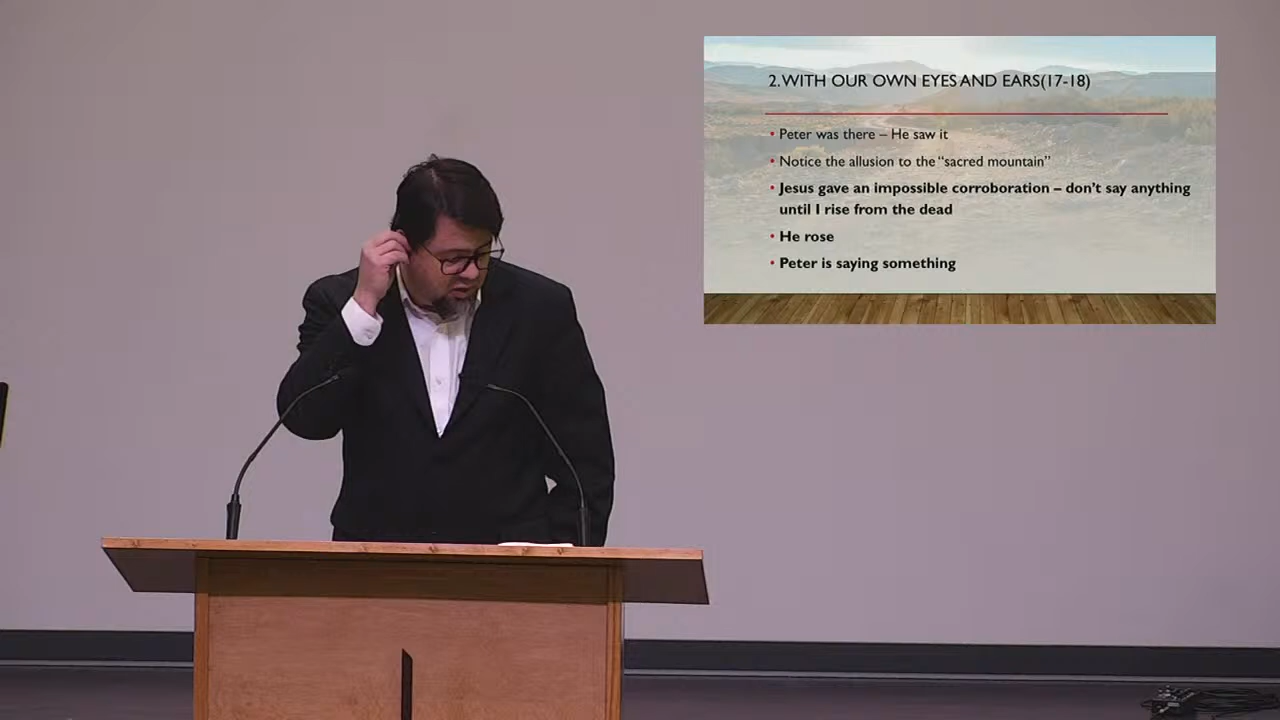 2. WITH OUR OWN EYES AND EARS(17-18)
• Peter was there – He saw it
• Notice the allusion to the “sacred mountain”
• Jesus gave an impossible corroboration – don’t say anything
until I rise from the dead
• He rose
• Peter is saying something